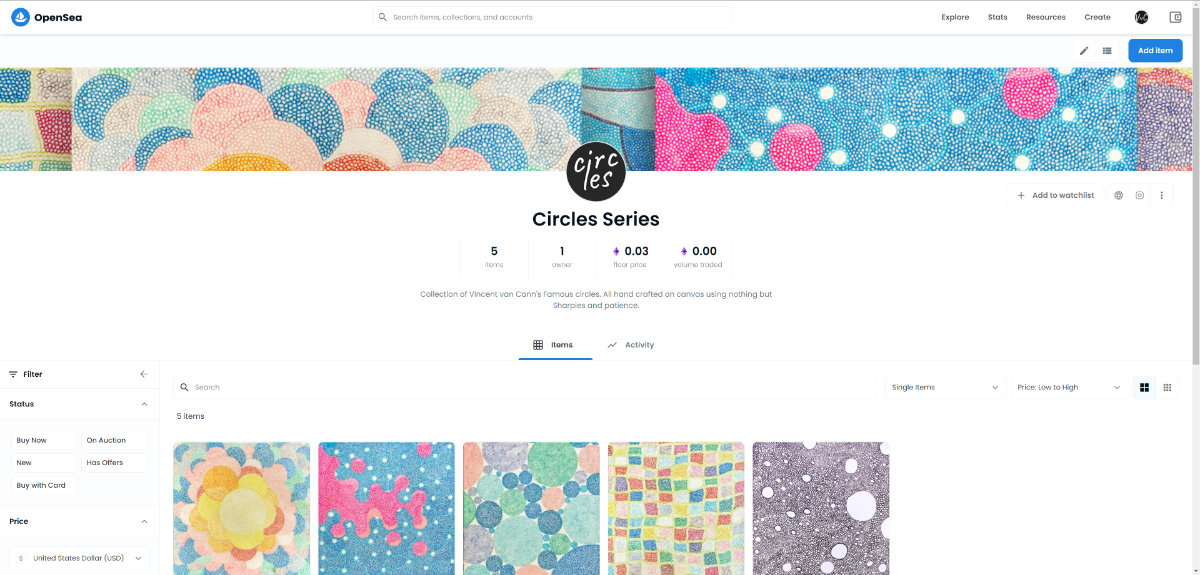 OpenSea
Search items, collections, and accounts
Explore
Stats
Resources
Create
Add item
circ
les
Add to watchlist
Circles Series
5
items
1
owner
0.03
floor price
0.00
volume traded
Collection of Vincent van Cann's Famous circles. All hand crafted on canvas using nothing but
Sharpies and patience.
Items
Activity
Filter
Search
Single Items
Price: Low to High
Status
5 items
Buy Now
On Auction
New
Has Offers
Buy with Card
Price
$ United States Dollar (USD)